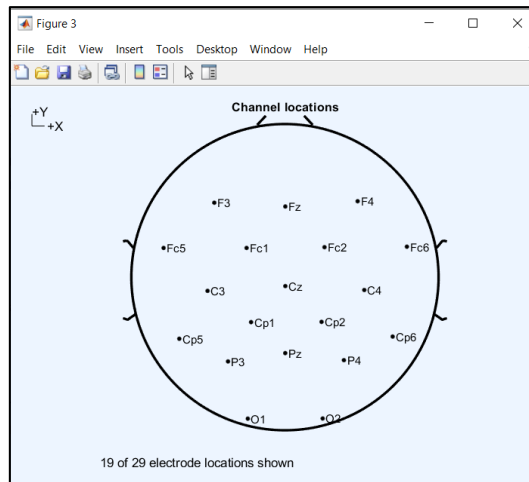 Figure 3
File Edit View Insert Tools Desktop Window Help
Channel locations
+Y
+X
F3 Fz F4
Fc5 Fc1 Fc2 Fc6
C3 Cz C4
Cp1 Cp2
Cp5 Cp6
P3 Pz P4
O1 O2
19 of 29 electrode locations shown